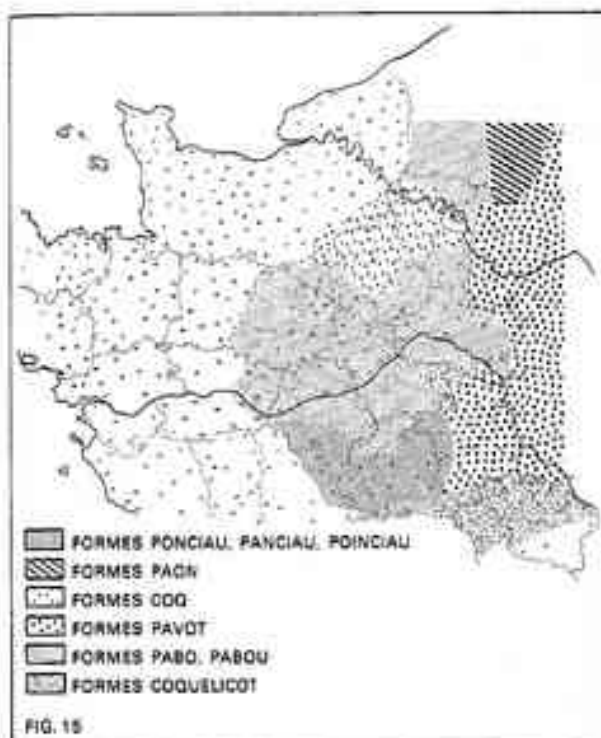 FORMES PONCIAU, PANCIAU, POINCIAU
FORMES PAON
FORMES COQ
FORMES PAVOT
FORMES PABO, PABOU
FORMES COQUELICOT
FIG. 15